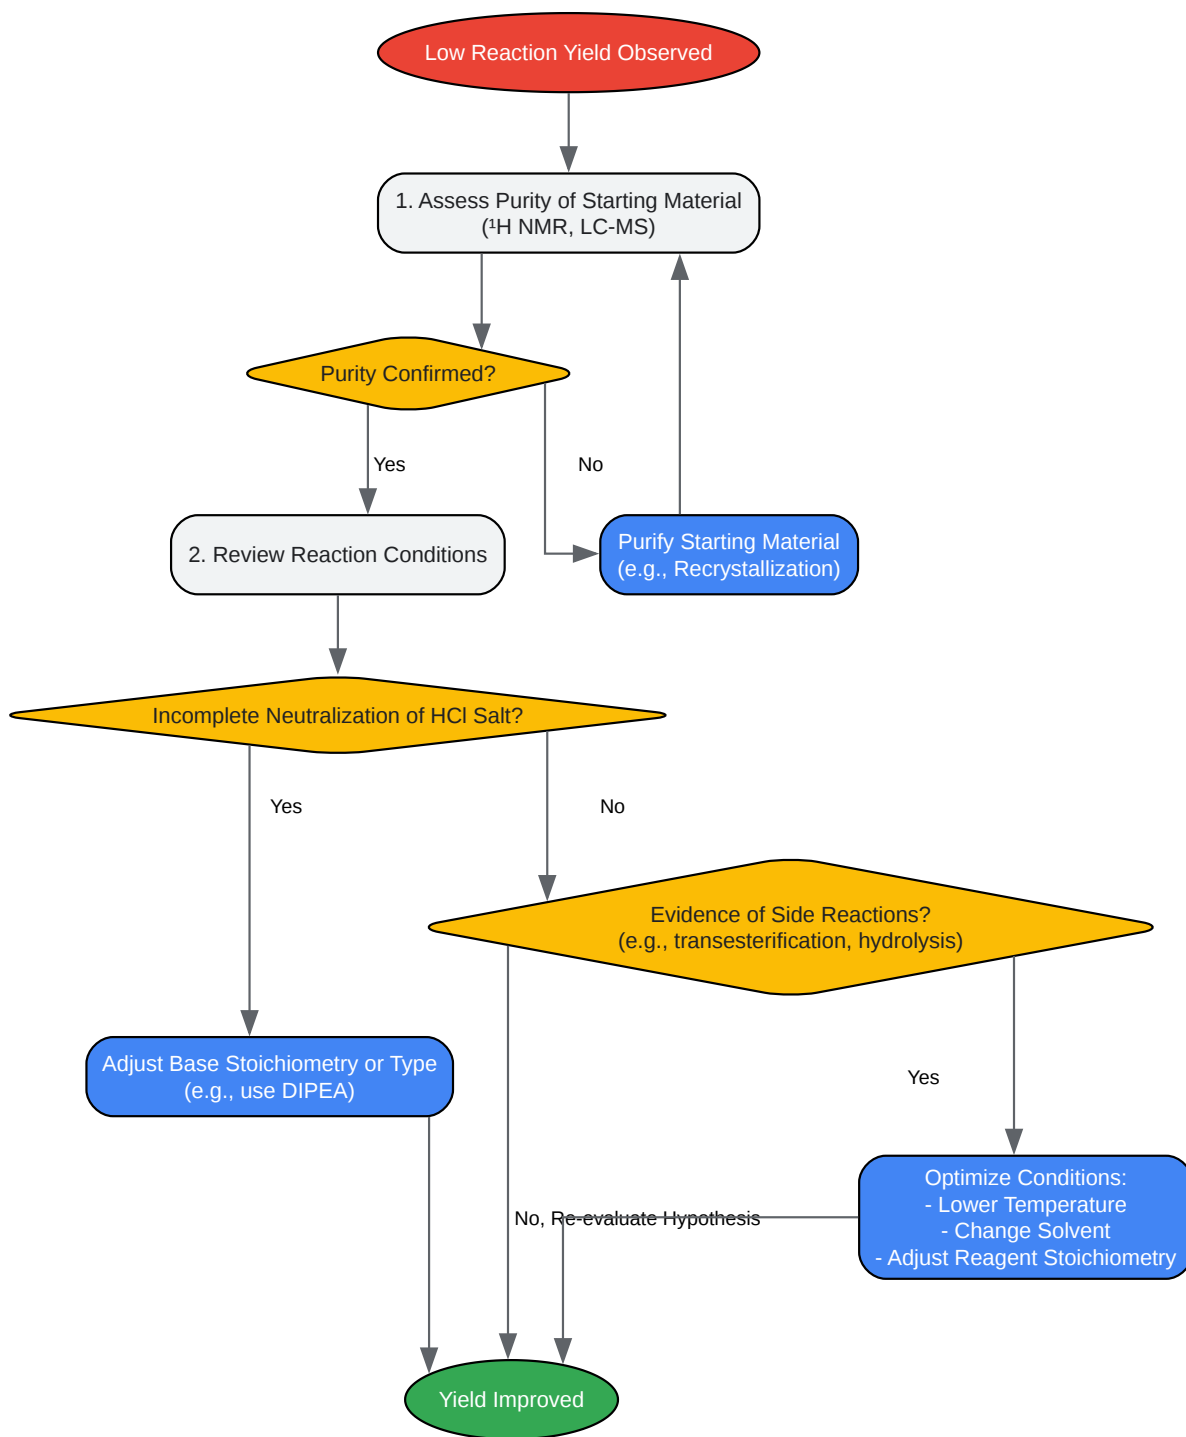 Low Reaction Yield Observed
1. Assess Purity of Starting Material
(¹H NMR, LC-MS)
Purity Confirmed?
Yes
No
2. Review Reaction Conditions
Purify Starting Material
(e.g., Recrystallization)
Incomplete Neutralization of HCl Salt?
Yes
No
Evidence of Side Reactions?
(e.g., transesterification, hydrolysis)
Adjust Base Stoichiometry or Type
(e.g., use DIPEA)
Yes
Optimize Conditions:
- Lower Temperature
- Change Solvent
- Adjust Reagent Stoichiometry
No, Re-evaluate Hypothesis
Yield Improved